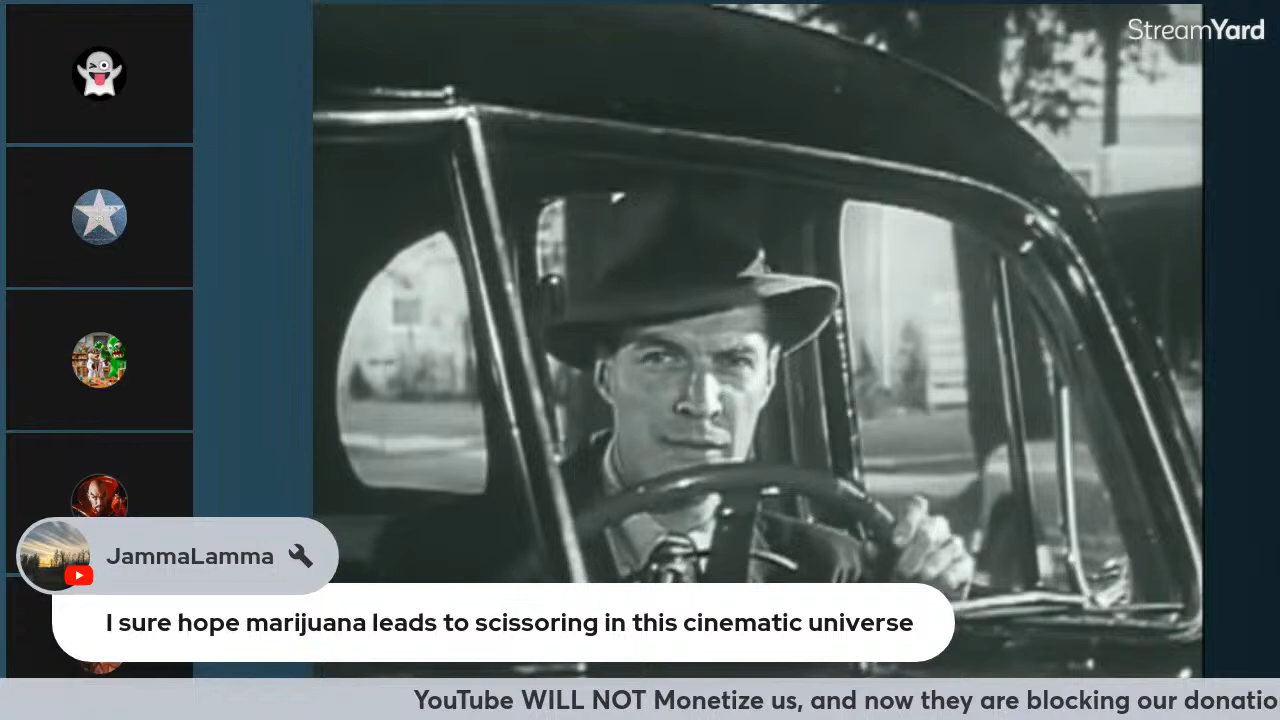 StreamYard
JammaLamma
I sure hope marijuana leads to scissoring in this cinematic universe
YouTube WILL NOT Monetize us, and now they are blocking our donatio